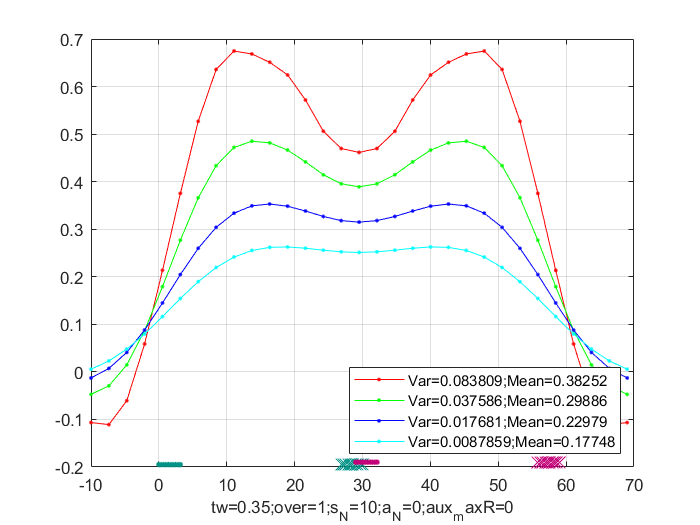 0.7
0.6
0.5
0.4
0.3
0.2
0.1
0
-0.1
-0.2
Var=0.083809;Mean=0.38252
Var=0.037586;Mean=0.29886
Var=0.017681;Mean=0.22979
Var=0.0087859;Mean=0.17748
-10 0 10 20 30 40 50 60 70
tw=0.35;over=1;s_N=10;a_N=0;aux_maxR=0